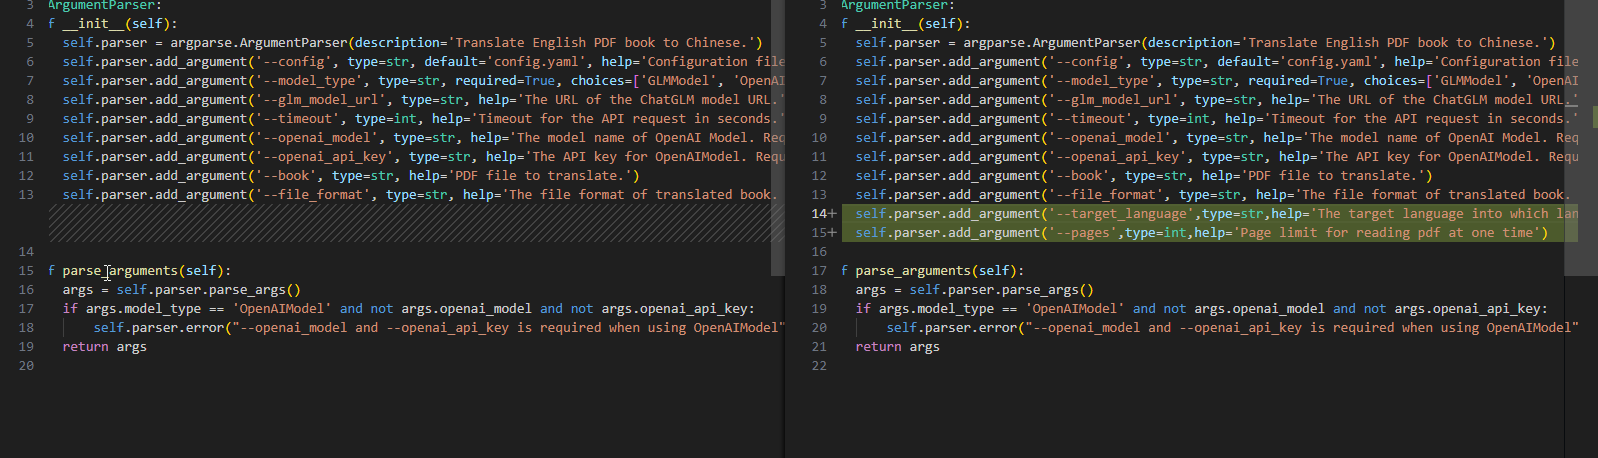 3 ArgumentParser:
4 f __init__(self):
5 self.parser = argparse.ArgumentParser(description='Translate English PDF book to Chinese.')
6 self.parser.add_argument('--config', type=str, default='config.yaml', help='Configuration file
7 self.parser.add_argument('--model_type', type=str, required=True, choices=['GLMModel', 'OpenAI
8 self.parser.add_argument('--glm_model_url', type=str, help='The URL of the ChatGLM model URL.'
9 self.parser.add_argument('--timeout', type=int, help='Timeout for the API request in seconds.'
10 self.parser.add_argument('--openai_model', type=str, help='The model name of OpenAI Model. Req
11 self.parser.add_argument('--openai_api_key', type=str, help='The API key for OpenAIModel. Requ
12 self.parser.add_argument('--book', type=str, help='PDF file to translate.')
13 self.parser.add_argument('--file_format', type=str, help='The file format of translated book.
14
15 f parse_arguments(self):
16 args = self.parser.parse_args()
17 if args.model_type == 'OpenAIModel' and not args.openai_model and not args.openai_api_key:
18 self.parser.error("--openai_model and --openai_api_key is required when using OpenAIModel"
19 return args
20
3 ArgumentParser:
4 f __init__(self):
5 self.parser = argparse.ArgumentParser(description='Translate English PDF book to Chinese.')
6 self.parser.add_argument('--config', type=str, default='config.yaml', help='Configuration file
7 self.parser.add_argument('--model_type', type=str, required=True, choices=['GLMModel', 'OpenAI
8 self.parser.add_argument('--glm_model_url', type=str, help='The URL of the ChatGLM model URL.'
9 self.parser.add_argument('--timeout', type=int, help='Timeout for the API request in seconds.'
10 self.parser.add_argument('--openai_model', type=str, help='The model name of OpenAI Model. Req
11 self.parser.add_argument('--openai_api_key', type=str, help='The API key for OpenAIModel. Requ
12 self.parser.add_argument('--book', type=str, help='PDF file to translate.')
13 self.parser.add_argument('--file_format', type=str, help='The file format of translated book.
14+ self.parser.add_argument('--target_language',type=str,help='The target language into which lan
15+ self.parser.add_argument('--pages',type=int,help='Page limit for reading pdf at one time')
16
17 f parse_arguments(self):
18 args = self.parser.parse_args()
19 if args.model_type == 'OpenAIModel' and not args.openai_model and not args.openai_api_key:
20 self.parser.error("--openai_model and --openai_api_key is required when using OpenAIModel"
21 return args
22